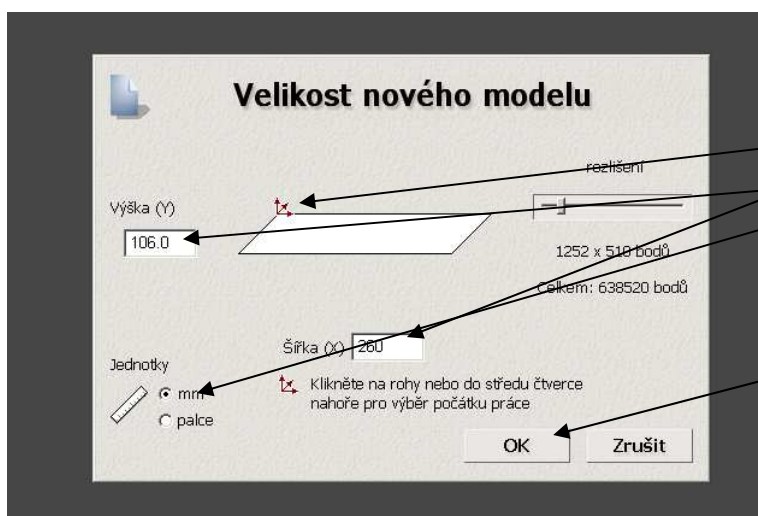 Velikost nového modelu
rozlišení
Výška (Y)
106.0
1252 x 510 bodů
Celkem: 638520 bodů
Šířka (X) 260
Jednotky
mm
palce
Klikněte na rohy nebo do středu čtverce
nahoře pro výběr počátku práce
OK Zrušit